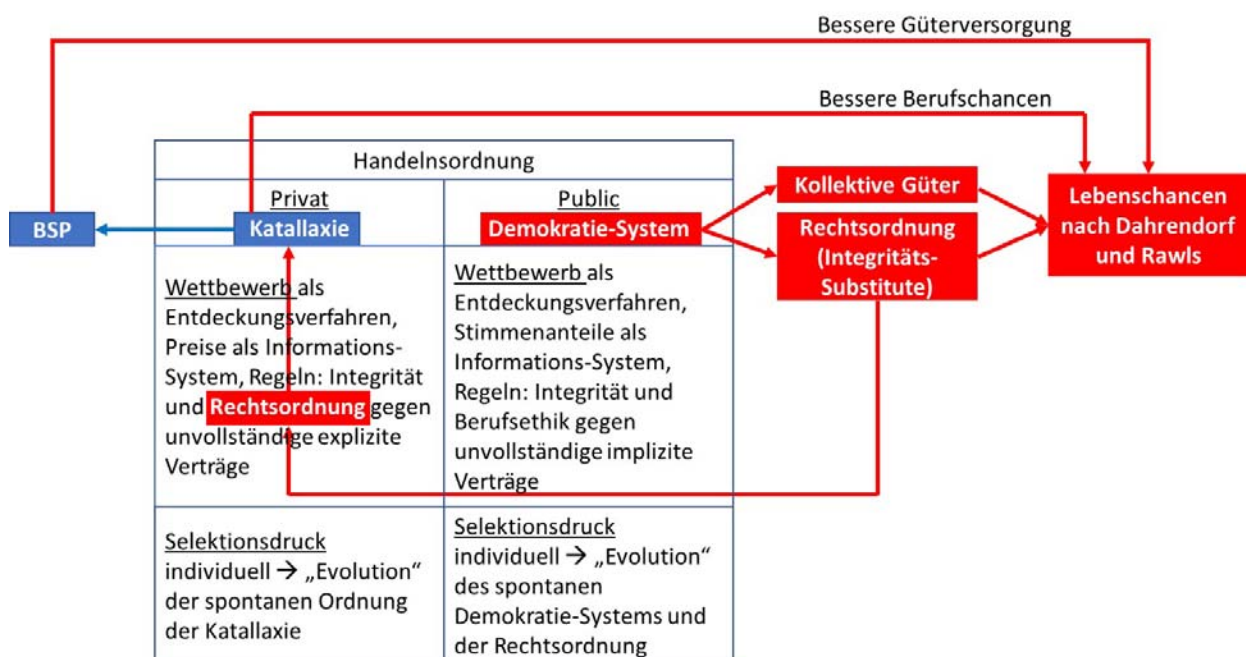 Bessere Güterversorgung
Bessere Berufschancen
Handelnsordnung
Privat
Public
BSP
Katallaxie
Demokratie-System
Kollektive Güter
Rechtsordnung
(Integritäts-
Substitute)
Lebenschancen
nach Dahrendorf
und Rawls
Wettbewerb als
Entdeckungsverfahren,
Preise als Informations-
System, Regeln: Integrität
und Rechtsordnung gegen
unvollständige explizite
Verträge
Wettbewerb als
Entdeckungsverfahren,
Stimmenanteile als
Informations-System,
Regeln: Integrität und
Berufsethik gegen
unvollständige implizite
Verträge
Selektionsdruck
individuell → „Evolution“
der spontanen Ordnung
der Katallaxie
Selektionsdruck
individuell → „Evolution“
des spontanen
Demokratie-Systems und
der Rechtsordnung